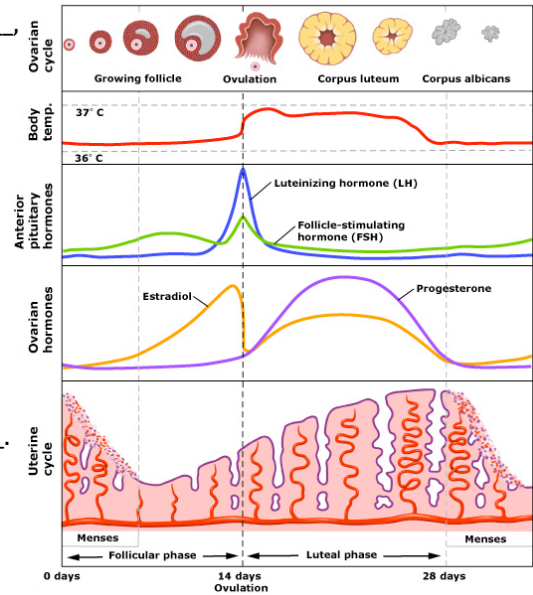 Ovarian
cycle
Growing follicle
Ovulation
Corpus luteum
Corpus albicans
Body
temp.
37° C
36° C
Anterior
pituitary
hormones
Luteinizing hormone (LH)
Follicle-stimulating
hormone (FSH)
Ovarian
hormones
Estradiol
Progesterone
Uterine
cycle
Menses
Menses
Follicular phase
Luteal phase
0 days
14 days
28 days
Ovulation